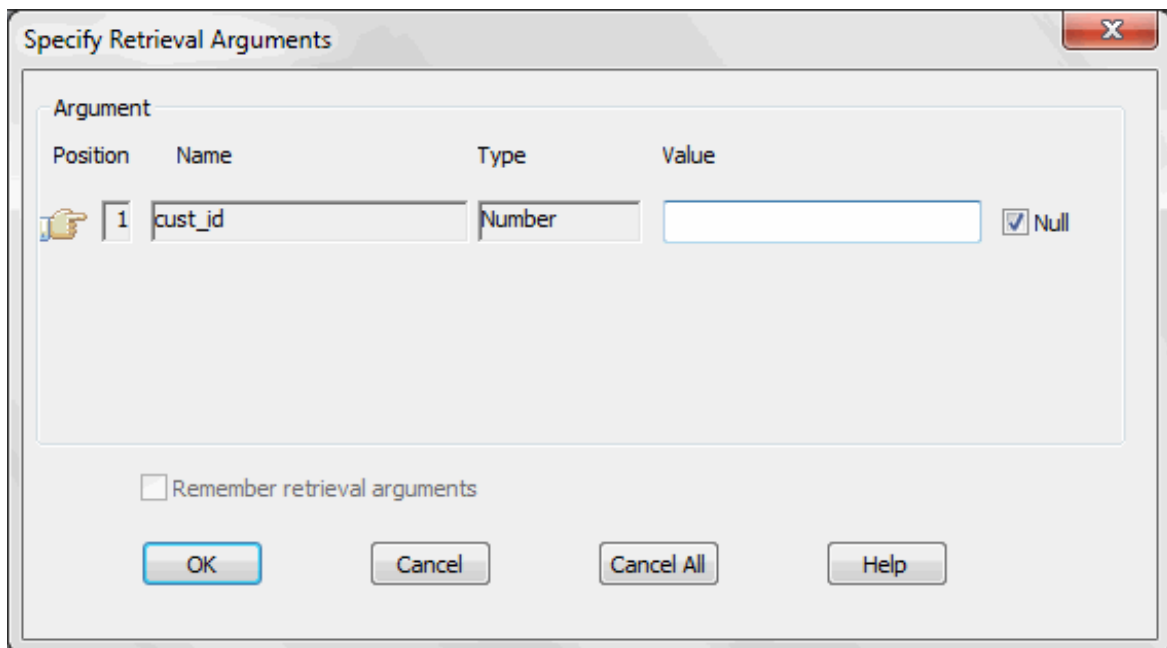 Specify Retrieval Arguments
Argument
Position Name Type Value
1 cust_id Number Null
Remember retrieval arguments
OK Cancel Cancel All Help